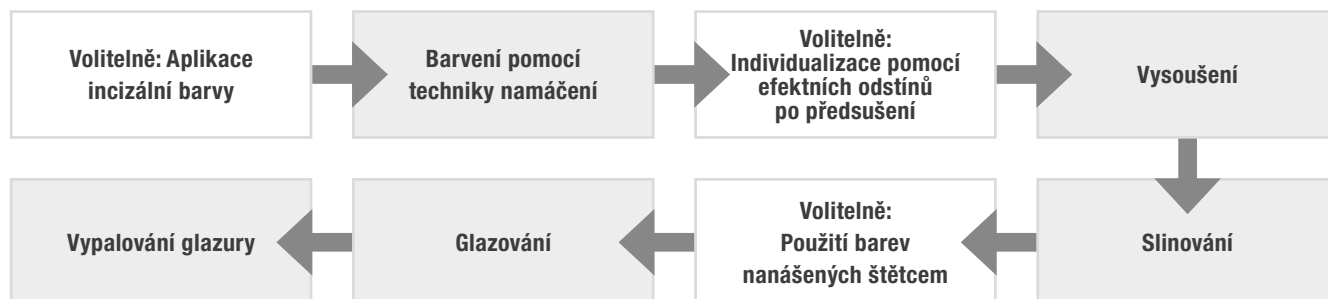 Volitelně: Aplikace
incizální barvy
Barvení pomocí
techniky namáčení
Volitelně:
Individualizace pomocí
efektních odstínů
po předsušení
Vysoušení
Slinování
Volitelně:
Použití barev
nanášených štětcem
Glazování
Vypalování glazury